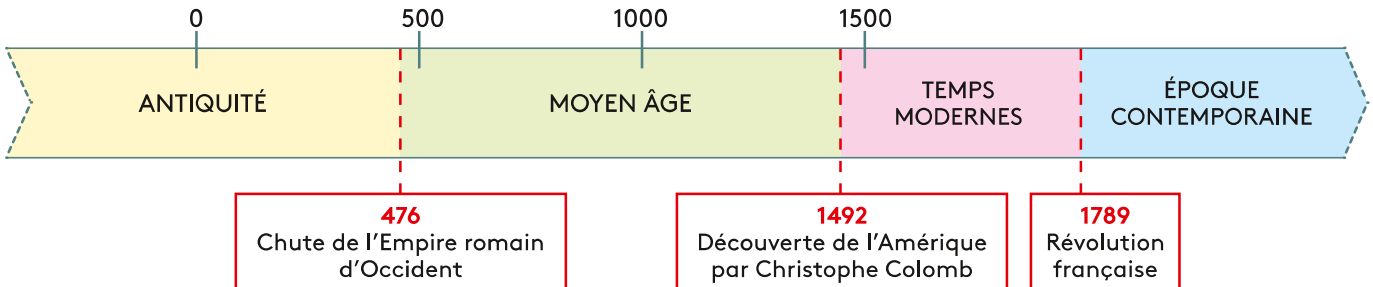 0 500 1000 1500
ANTIQUITÉ
MOYEN ÂGE
TEMPS
MODERNES
ÉPOQUE
CONTEMPORAINE
476
Chute de l’Empire romain
d’Occident
1492
Découverte de l’Amérique
par Christophe Colomb
1789
Révolution
française